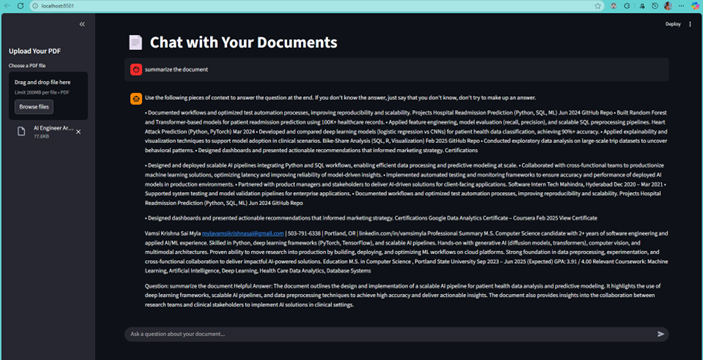 localhost:8501
Deploy
Upload Your PDF
Choose a PDF file
Drag and drop file here
Limit 200MB per file • PDF
Browse files
AI Engineer Ar...
77.6KB
Chat with Your Documents
summarize the document
Use the following pieces of context to answer the question at the end. If you don't know the answer, just say that you don't know, don't try to make up an answer.
• Documented workflows and optimized test automation processes, improving reproducibility and scalability. Projects Hospital Readmission Prediction (Python, SQL, ML) Jun 2024 GitHub Repo • Built Random Forest
and Transformer-based models for patient readmission prediction using 100K+ healthcare records. • Applied feature engineering, model evaluation (recall, precision), and scalable SQL preprocessing pipelines. Heart
Attack Prediction (Python, PyTorch) Mar 2024 • Developed and compared deep learning models (logistic regression vs CNNs) for patient health data classification, achieving 90%+ accuracy. • Applied explainability
and visualization techniques to support model adoption in clinical scenarios. Bike-Share Analysis (SQL, R, Visualization) Feb 2025 GitHub Repo • Conducted exploratory data analysis on large-scale trip datasets to uncover
behavioral patterns. • Designed dashboards and presented actionable recommendations that informed marketing strategy. Certifications
• Designed and deployed scalable AI pipelines integrating Python and SQL workflows, enabling efficient data processing and predictive modeling at scale. • Collaborated with cross-functional teams to productionize
machine learning solutions, optimizing latency and improving reliability of model-driven insights. • Implemented automated testing and monitoring frameworks to ensure accuracy and performance of deployed AI
models in production environments. • Partnered with product managers and stakeholders to deliver AI-driven solutions for client-facing applications. Software Intern Tech Mahindra, Hyderabad Dec 2020 – Mar 2021 •
Supported system testing and model validation pipelines for enterprise applications. • Documented workflows and optimized test automation processes, improving reproducibility and scalability. Projects Hospital
Readmission Prediction (Python, SQL, ML) Jun 2024 GitHub Repo
• Designed dashboards and presented actionable recommendations that informed marketing strategy. Certifications Google Data Analytics Certificate – Coursera Feb 2025 View Certificate
Vamsi Krishna Sai Myla mylavamsikrishnasai@gmail.com | 503-791-6338 | Portland, OR | linkedin.com/in/vamsimyla Professional Summary M.S. Computer Science candidate with 2+ years of software engineering and
applied AI/ML experience. Skilled in Python, deep learning frameworks (PyTorch, TensorFlow), and scalable AI pipelines. Hands-on with generative AI (diffusion models, transformers), computer vision, and
multimodal architectures. Proven ability to move research into production by building, deploying, and optimizing ML workflows on cloud platforms. Strong foundation in data preprocessing, experimentation, and
cross-functional collaboration to deliver impactful AI-powered solutions. Education M.S. in Computer Science , Portland State University Sep 2023 – Jun 2025 (Expected) GPA: 3.91 / 4.00 Relevant Coursework: Machine
Learning, Artificial Intelligence, Deep Learning, Health Care Data Analytics, Database Systems
Question: summarize the document Helpful Answer: The document outlines the design and implementation of a scalable AI pipeline for patient health data analysis and predictive modeling. It highlights the use of
deep learning frameworks, scalable AI pipelines, and data preprocessing techniques to achieve high accuracy and deliver actionable insights. The document also provides insights into the collaboration between
research teams and clinical stakeholders to implement AI solutions in clinical settings.
Ask a question about your document...